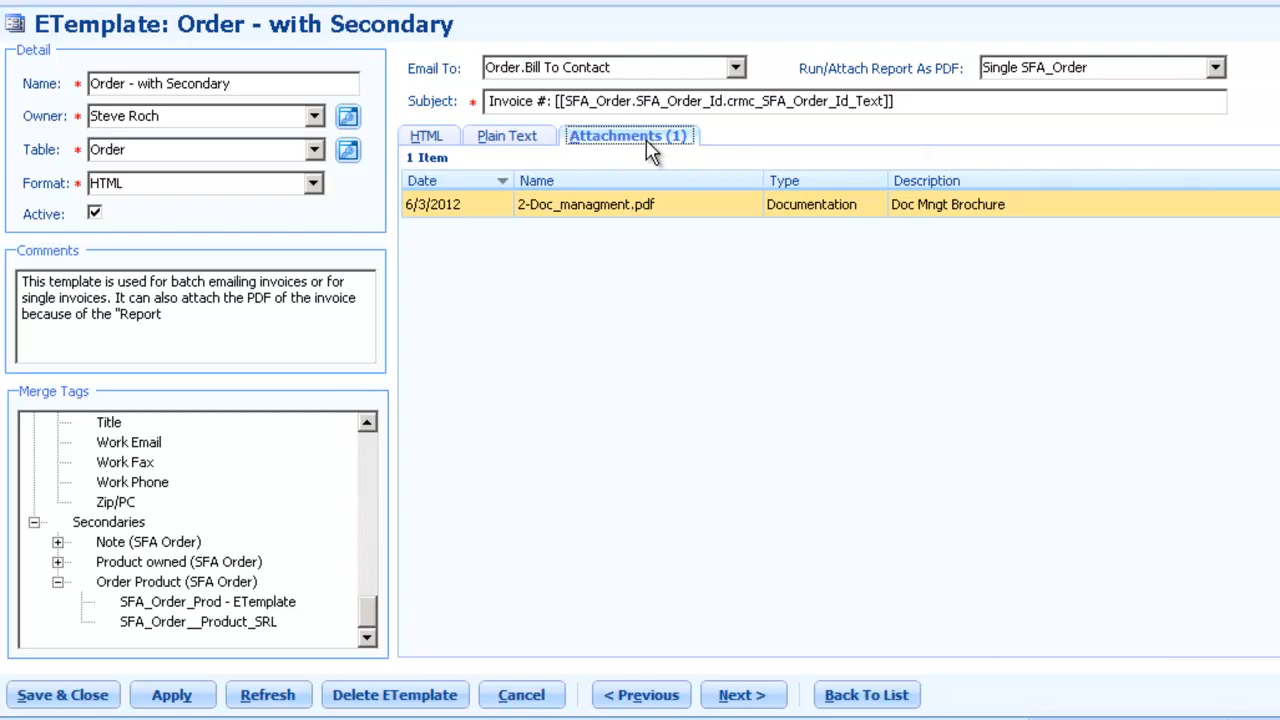 ETemplate: Order - with Secondary
Detail
Name: * Order - with Secondary
Owner: * Steve Roch
Table: * Order
Format: * HTML
Active:
Comments
This template is used for batch emailing invoices or for
single invoices. It can also attach the PDF of the invoice
because of the "Report
Merge Tags
Title
Work Email
Work Fax
Work Phone
Zip/PC
Secondaries
Note (SFA Order)
Product owned (SFA Order)
Order Product (SFA Order)
SFA_Order_Prod - ETemplate
SFA_Order__Product_SRL
Email To: Order.Bill To Contact Run/Attach Report As PDF: Single SFA_Order
Subject: * Invoice #: [[SFA_Order.SFA_Order_Id.crmc_SFA_Order_Id_Text]]
HTML Plain Text Attachments (1)
1 Item
Date Name Type Description
6/3/2012 2-Doc_managment.pdf Documentation Doc Mngt Brochure
Save & Close Apply Refresh Delete ETemplate Cancel < Previous Next > Back To List